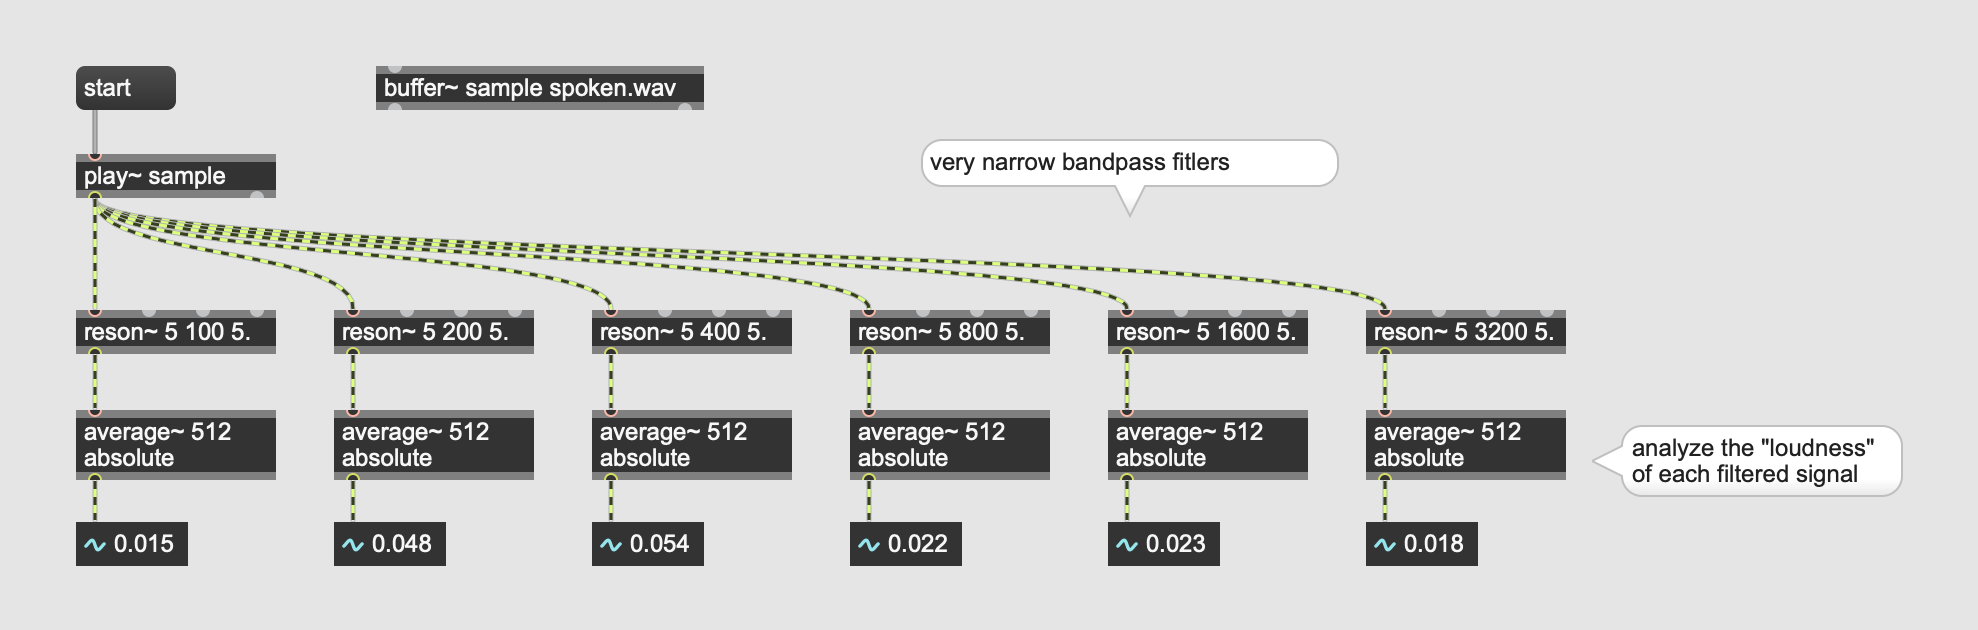 start
buffer~ sample spoken.wav
very narrow bandpass fitlers
play~ sample
reson~ 5 100 5.
reson~ 5 200 5.
reson~ 5 400 5.
reson~ 5 800 5.
reson~ 5 1600 5.
reson~ 5 3200 5.
average~ 512
absolute
average~ 512
absolute
average~ 512
absolute
average~ 512
absolute
average~ 512
absolute
average~ 512
absolute
analyze the "loudness"
of each filtered signal
0.015
0.048
0.054
0.022
0.023
0.018